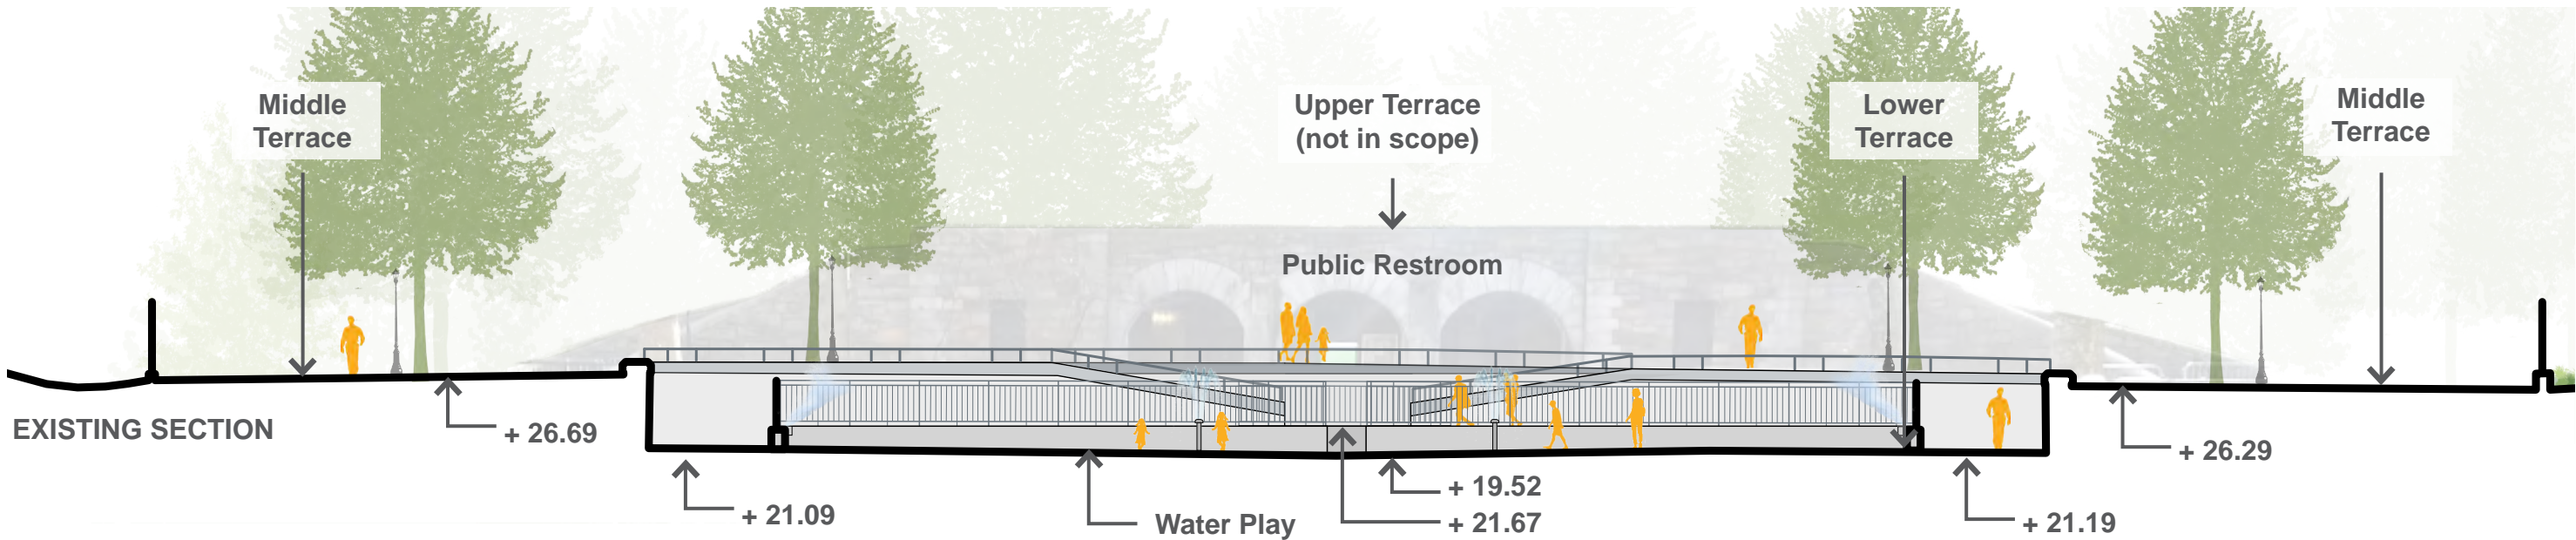 Middle
Terrace
Upper Terrace
(not in scope)
Lower
Terrace
Middle
Terrace
Public Restroom
EXISTING SECTION
+ 26.69
+ 26.29
+ 21.09
Water Play
+ 19.52
+ 21.67
+ 21.19